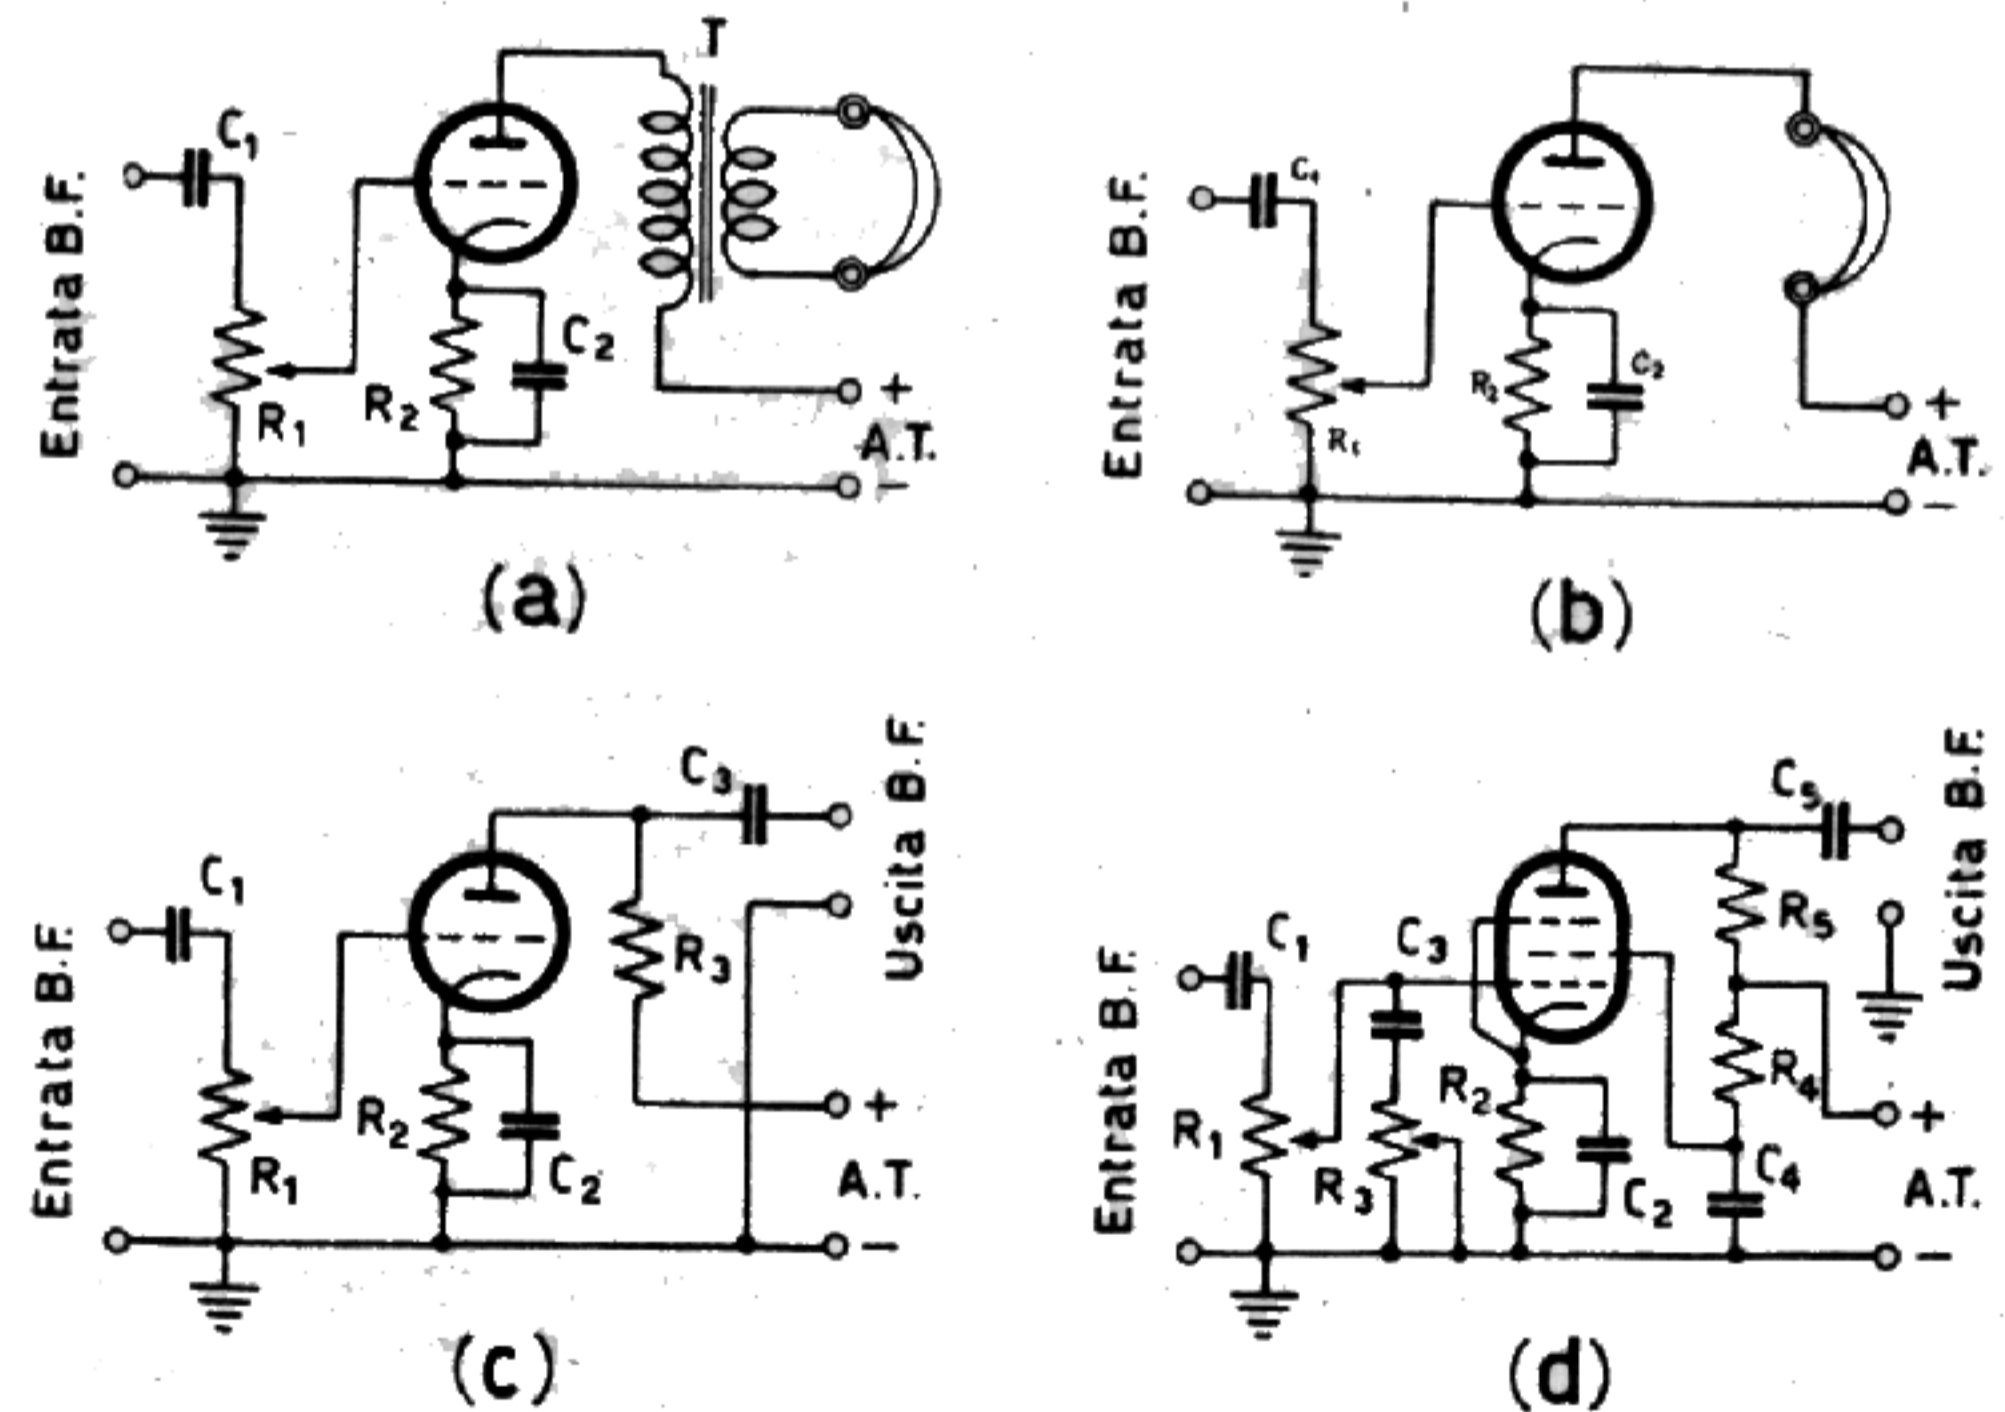 T
C1
Entrata B.F.
R1
R2
C2
+
A.T.
−
(a)
C1
Entrata B.F.
R1
R2
C2
+
A.T.
−
(b)
C3
Uscita B.F.
C1
Entrata B.F.
R3
R1
R2
C2
+
A.T.
−
(c)
C5
Uscita B.F.
C1
C3
R5
Entrata B.F.
R1
R3
R2
R4
C2
C4
+
A.T.
−
(d)